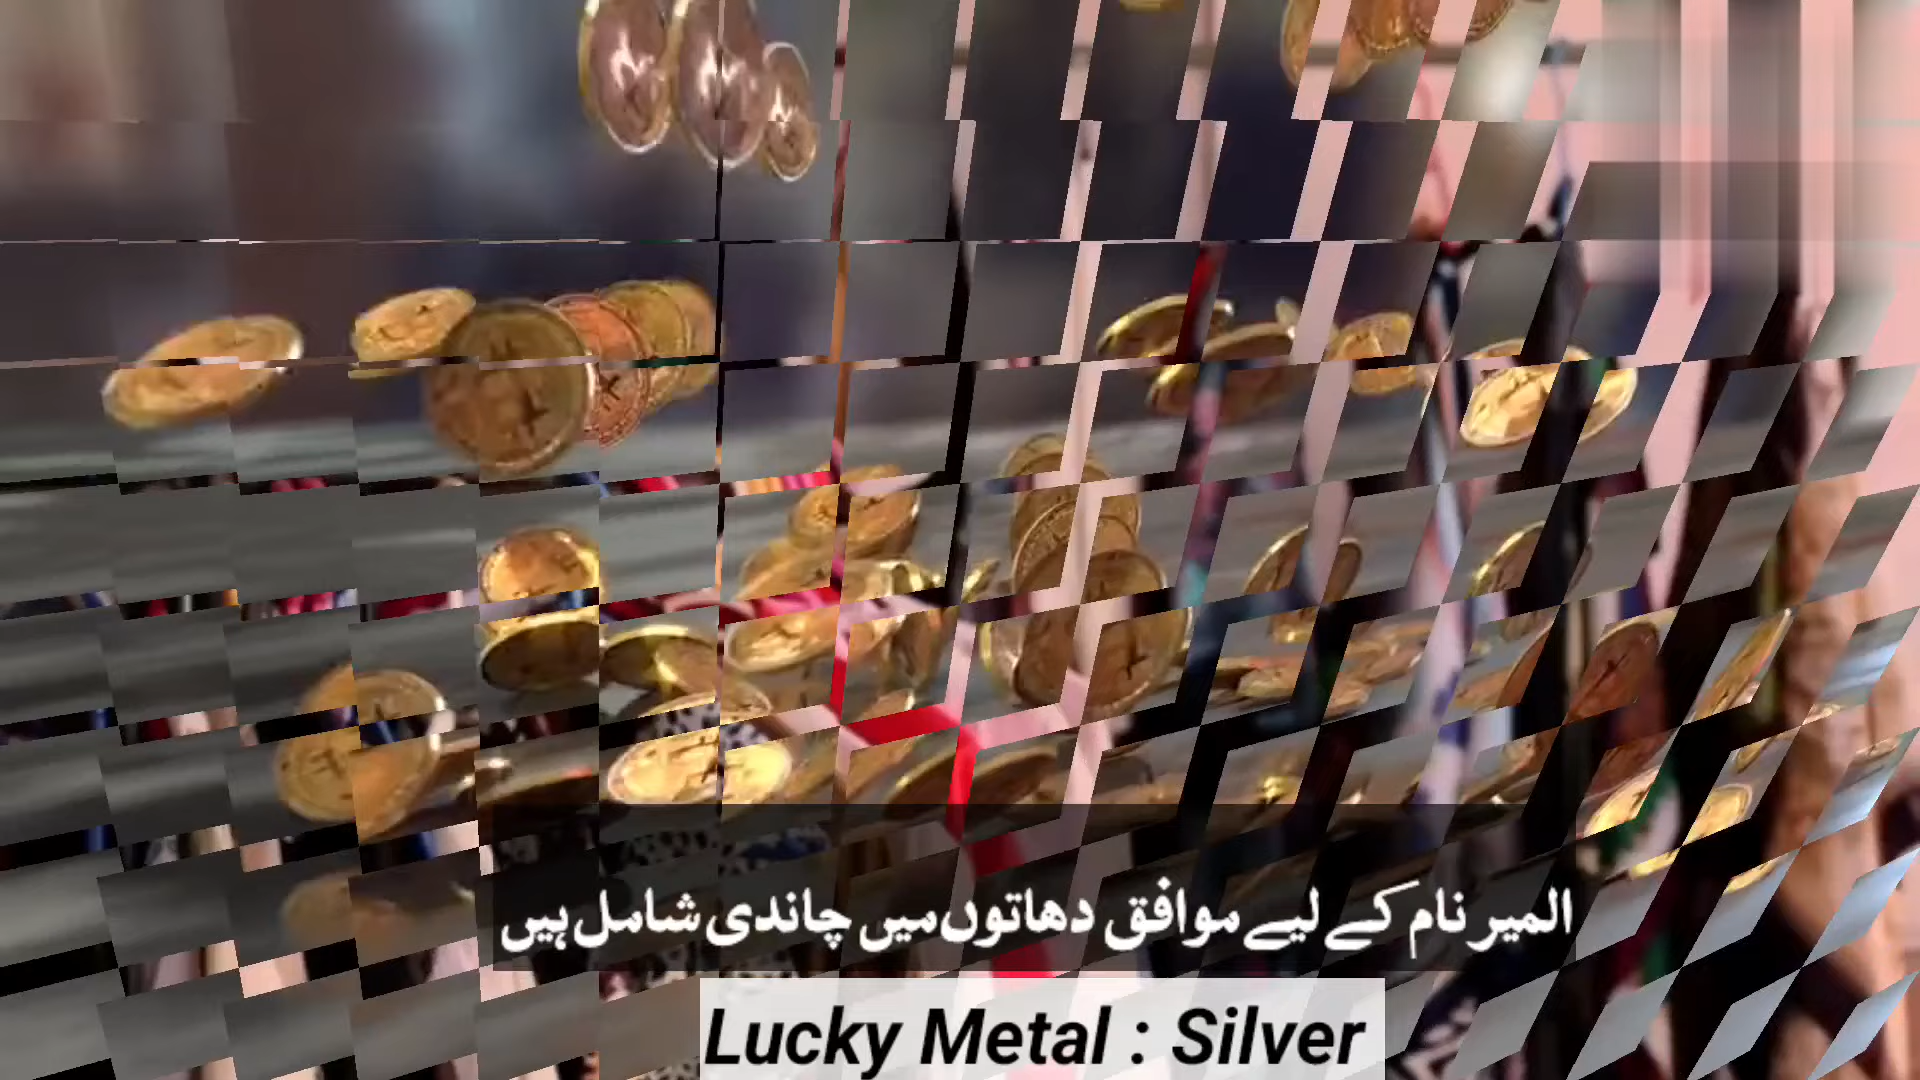 المیر نام کے لیے موافق دھاتوں میں چاندی شامل ہیں
Lucky Metal : Silver